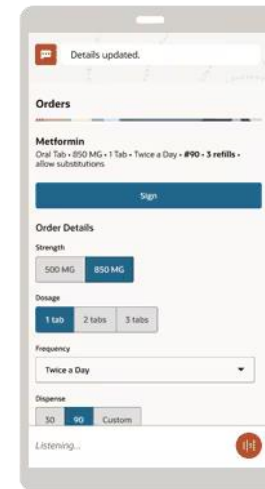 Details updated.
Orders
Metformin
Oral Tab • 850 MG • 1 Tab • Twice a Day • #90 • 3 refills •
allow substitutions
Sign
Order Details
Strength
500 MG 850 MG
Dosage
1 tab 2 tabs 3 tabs
Frequency
Twice a Day
Dispense
30 90 Custom
Listening...